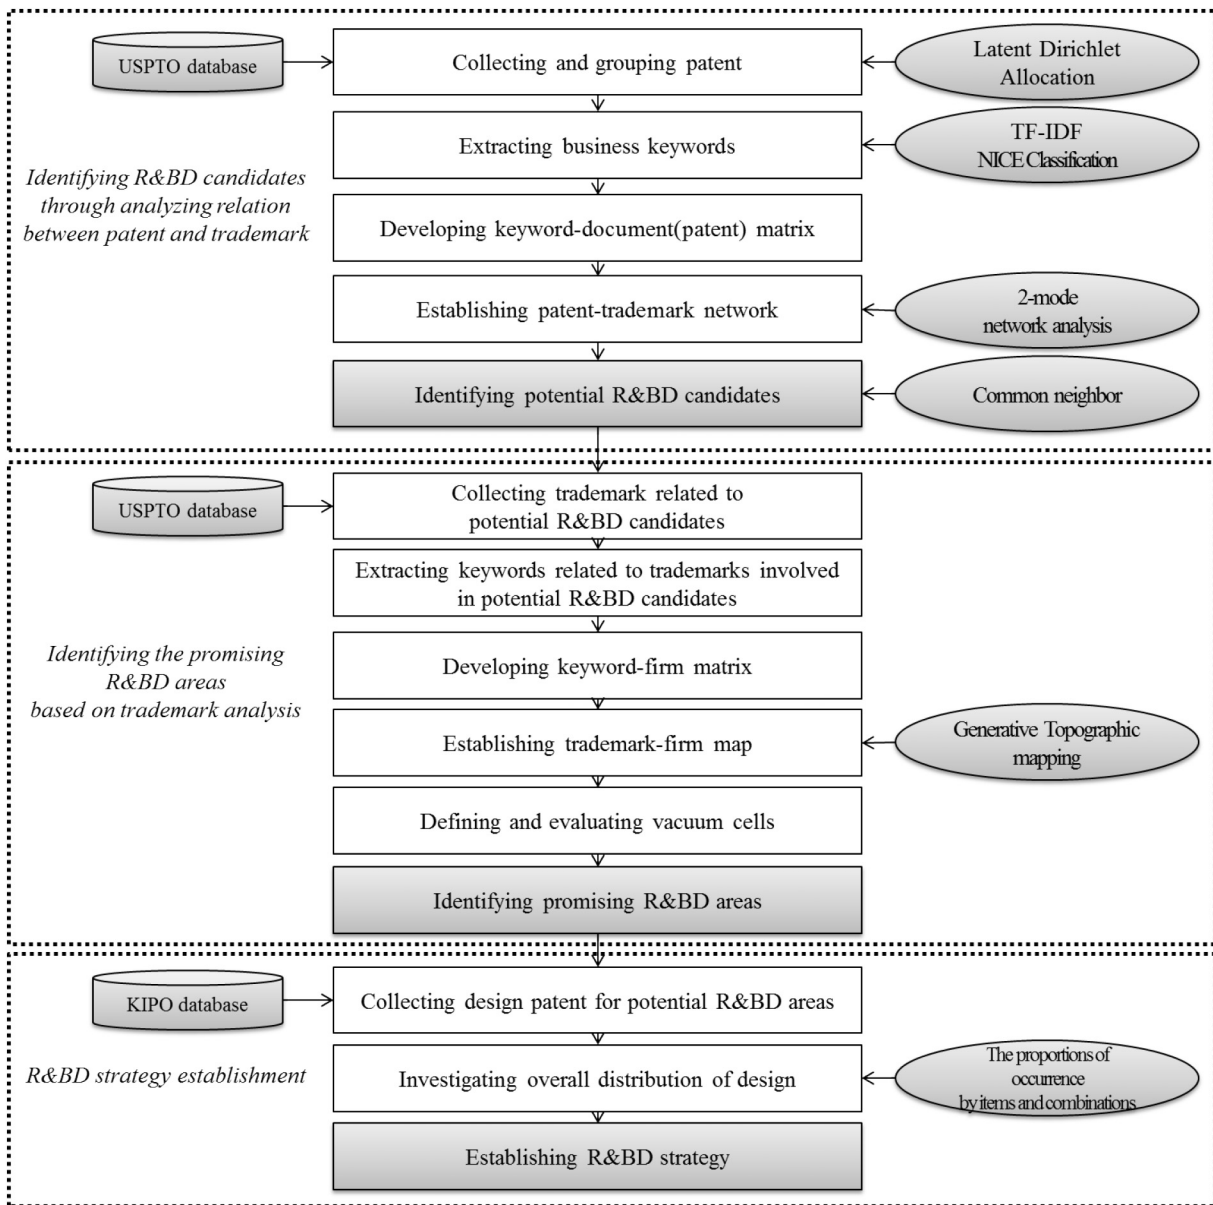 USPTO database
Collecting and grouping patent
Latent Dirichlet
Allocation
Extracting business keywords
TF-IDF
NICE Classification
Identifying R&BD candidates
through analyzing relation
between patent and trademark
Developing keyword-document(patent) matrix
Establishing patent-trademark network
2-mode
network analysis
Identifying potential R&BD candidates
Common neighbor
USPTO database
Collecting trademark related to
potential R&BD candidates
Extracting keywords related to trademarks involved
in potential R&BD candidates
Identifying the promising
R&BD areas
based on trademark analysis
Developing keyword-firm matrix
Establishing trademark-firm map
Generative Topographic
mapping
Defining and evaluating vacuum cells
Identifying promising R&BD areas
KIPO database
Collecting design patent for potential R&BD areas
R&BD strategy establishment
Investigating overall distribution of design
The proportions of
occurrence
by items and combinations
Establishing R&BD strategy